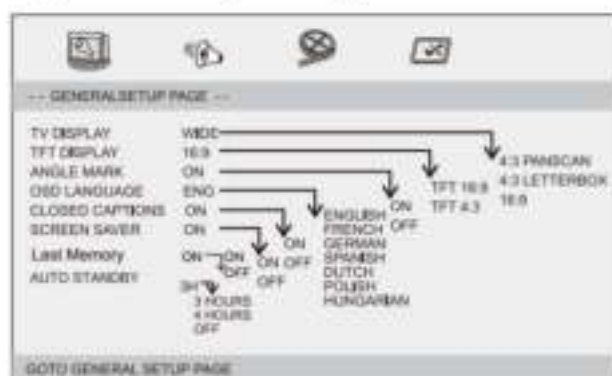 -- GENERALSETUP PAGE --
TV DISPLAY WIDE
TFT DISPLAY 16:9
ANGLE MARK ON
OSD LANGUAGE ENG
CLOSED CAPTIONS ON
SCREEN SAVER ON
Last Memory ON
AUTO STANDBY 3H
4:3 PANSCAN
4:3 LETTERBOX
16:9
TFT 16:9
TFT 4:3
ON
OFF
ENGLISH
FRENCH
GERMAN
SPANISH
DUTCH
POLISH
HUNGARIAN
ON
OFF
ON
OFF
ON
OFF
3 HOURS
4 HOURS
OFF
GOTO GENERAL SETUP PAGE